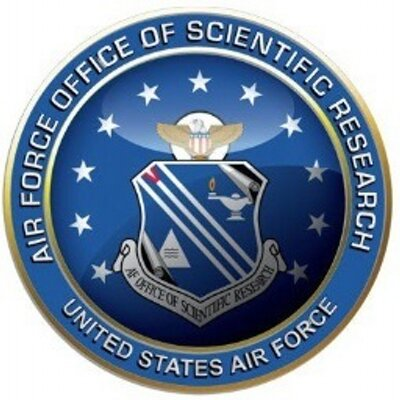 AIR FORCE OFFICE OF SCIENTIFIC RESEARCH
AF OFFICE OF SCIENTIFIC RESEARCH
UNITED STATES AIR FORCE